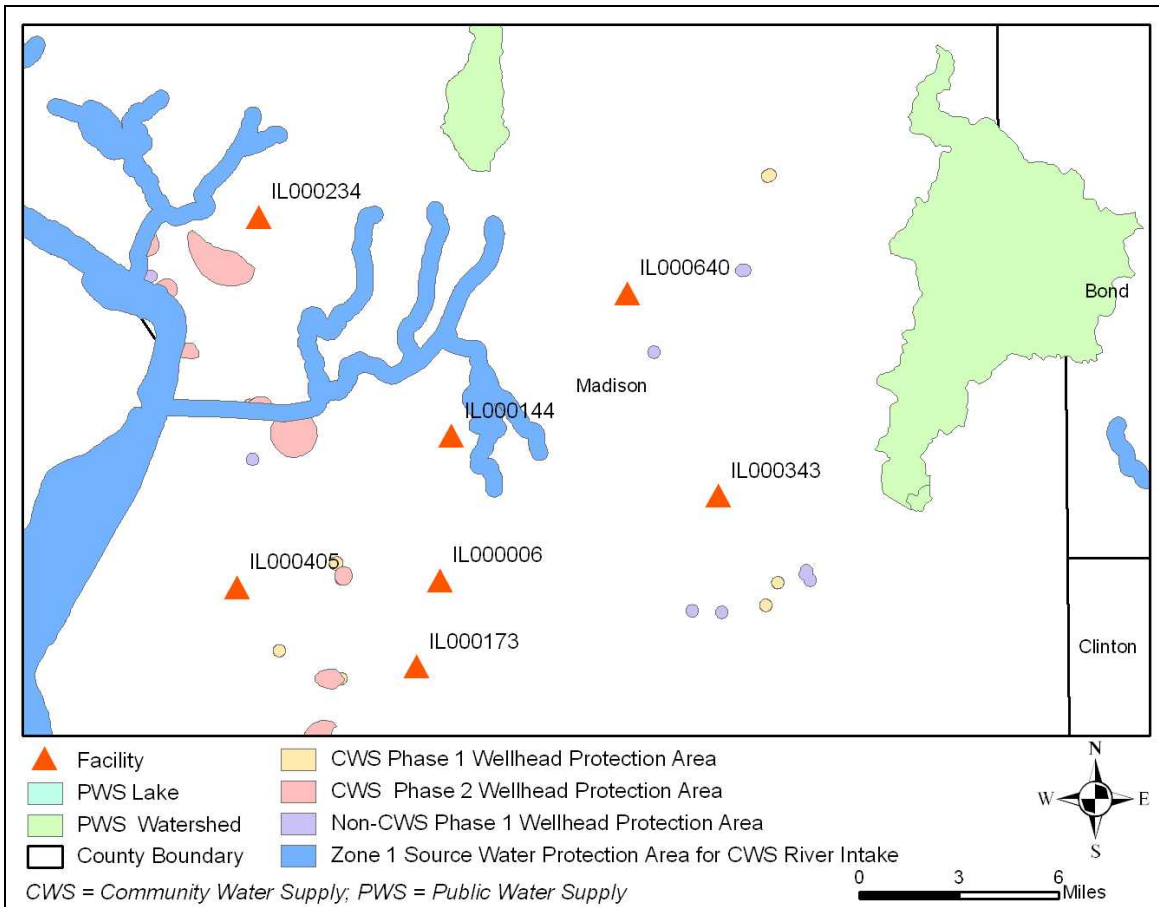 IL000234
IL000640
Bond
Madison
IL000144
IL000343
IL000006
IL000405
IL000173
Clinton
Facility
PWS Lake
PWS Watershed
County Boundary
CWS Phase 1 Wellhead Protection Area
CWS Phase 2 Wellhead Protection Area
Non-CWS Phase 1 Wellhead Protection Area
Zone 1 Source Water Protection Area for CWS River Intake
CWS = Community Water Supply; PWS = Public Water Supply
N
W E
S
0 3 6
Miles